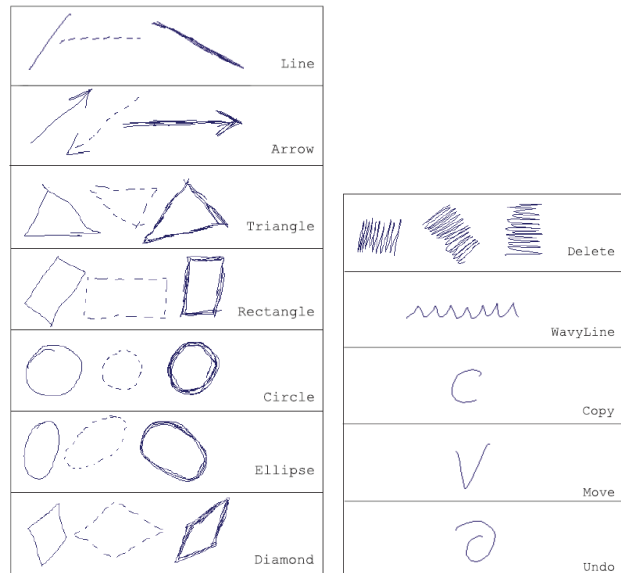 Line
Arrow
Triangle
Rectangle
Circle
Ellipse
Diamond
Delete
WavyLine
Copy
Move
Undo